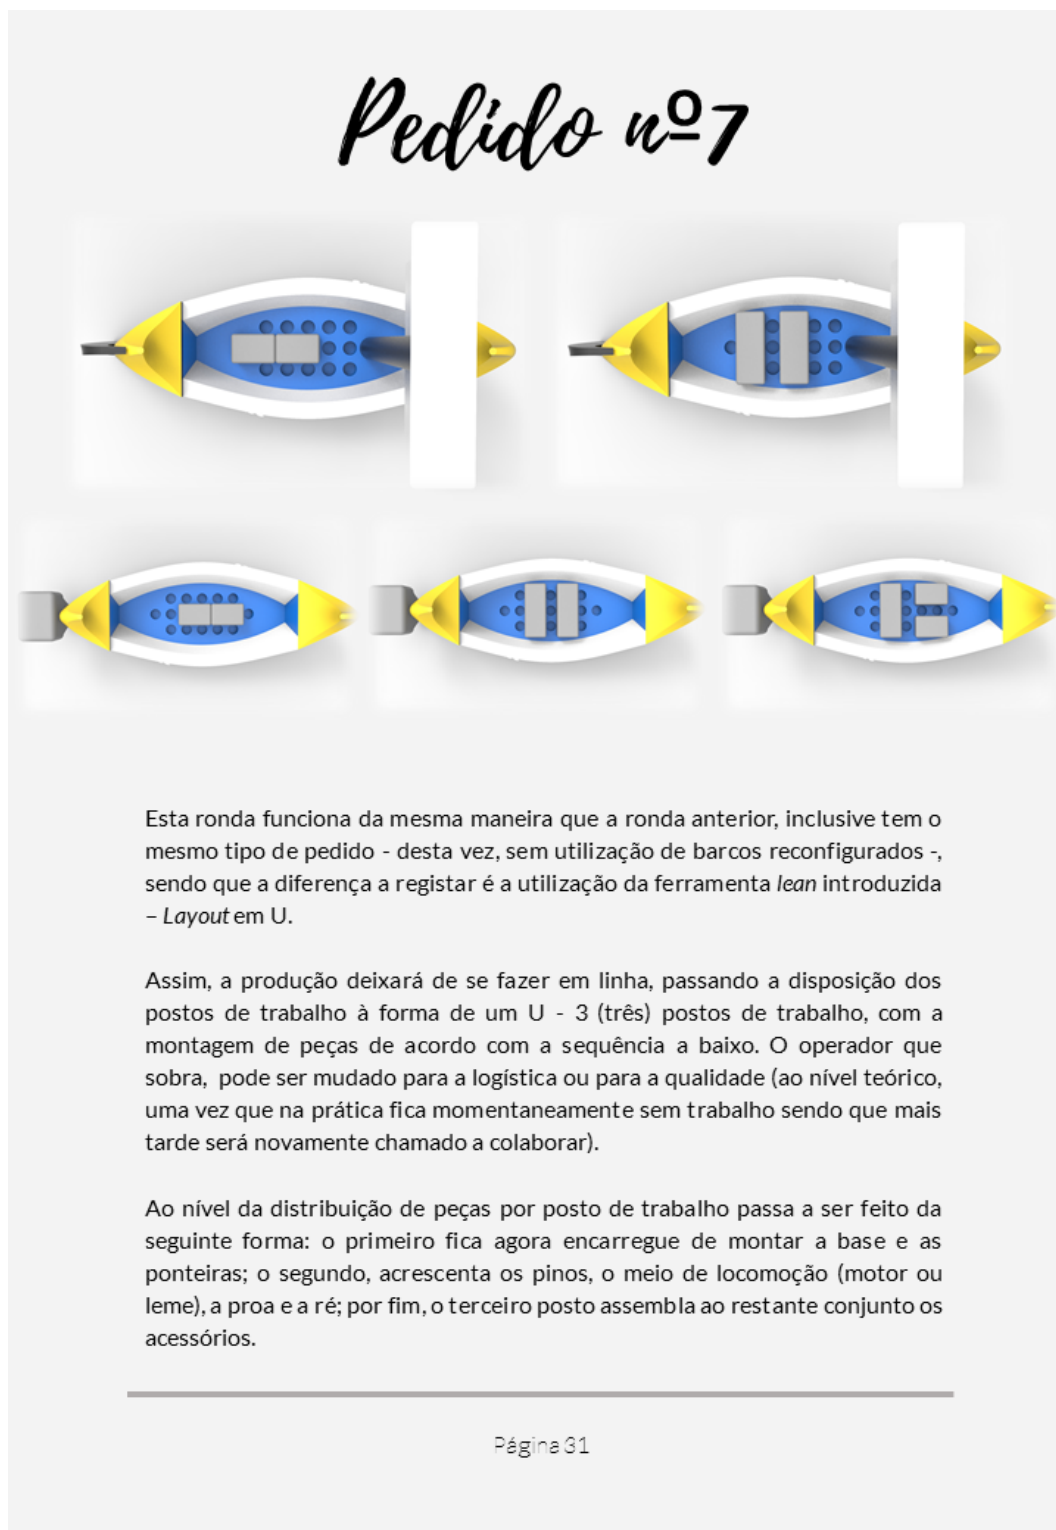 Pedido nº7
Esta ronda funciona da mesma maneira que a ronda anterior, inclusive tem o
mesmo tipo de pedido - desta vez, sem utilização de barcos reconfigurados -,
sendo que a diferença a registar é a utilização da ferramenta lean introduzida
– Layout em U.
Assim, a produção deixará de se fazer em linha, passando a disposição dos
postos de trabalho à forma de um U - 3 (três) postos de trabalho, com a
montagem de peças de acordo com a sequência a baixo. O operador que
sobra, pode ser mudado para a logística ou para a qualidade (ao nível teórico,
uma vez que na prática fica momentaneamente sem trabalho sendo que mais
tarde será novamente chamado a colaborar).
Ao nível da distribuição de peças por posto de trabalho passa a ser feito da
seguinte forma: o primeiro fica agora encarregue de montar a base e as
ponteiras; o segundo, acrescenta os pinos, o meio de locomoção (motor ou
leme), a proa e a ré; por fim, o terceiro posto assembla ao restante conjunto os
acessórios.
Página 31